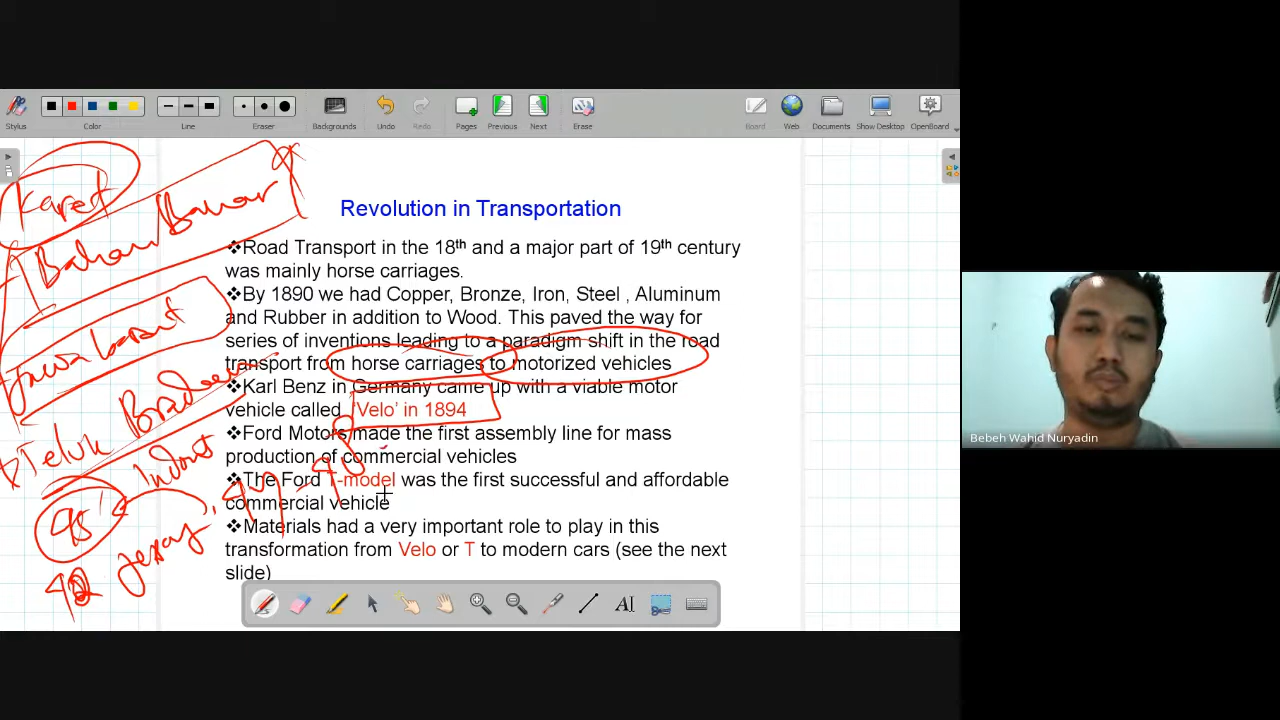 Stylus
Color
Line
Eraser
Backgrounds
Undo
Redo
Pages
Previous
Next
Erase
Board
Web
Documents
Show Desktop
OpenBoard
Karet
Bahan Bahar
Jawa barat
Teluk
95'
Revolution in Transportation
❖Road Transport in the 18th and a major part of 19th century
was mainly horse carriages.
❖By 1890 we had Copper, Bronze, Iron, Steel , Aluminum
and Rubber in addition to Wood. This paved the way for
series of inventions leading to a paradigm shift in the road
transport from horse carriages to motorized vehicles
❖Karl Benz in Germany came up with a viable motor
vehicle called 'Velo' in 1894
❖Ford Motors made the first assembly line for mass
production of commercial vehicles
❖The Ford T-model was the first successful and affordable
commercial vehicle
❖Materials had a very important role to play in this
transformation from Velo or T to modern cars (see the next
slide)
AI
Bebeh Wahid Nuryadin